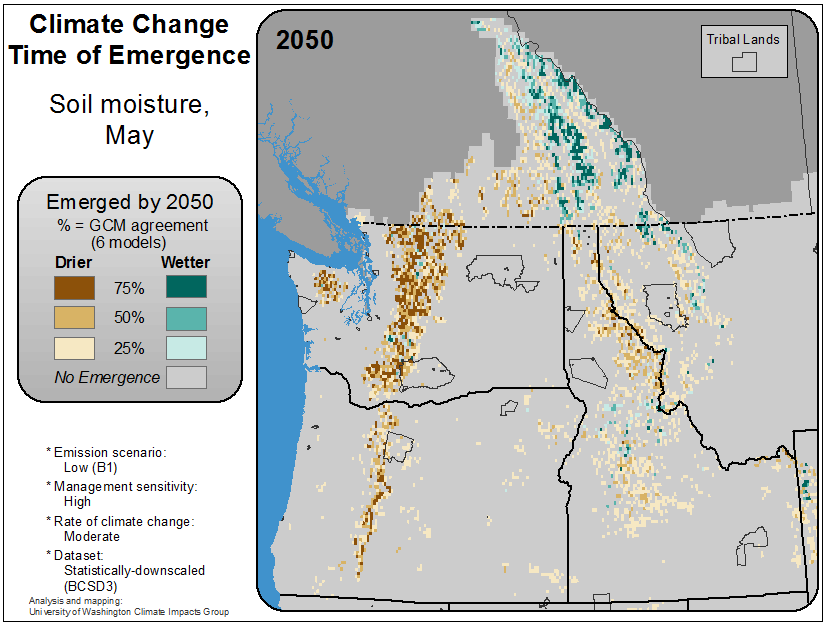 Climate Change
Time of Emergence
Soil moisture,
May
Emerged by 2050
% = GCM agreement
(6 models)
Drier Wetter
75%
50%
25%
No Emergence
* Emission scenario:
Low (B1)
* Management sensitivity:
High
* Rate of climate change:
Moderate
* Dataset:
Statistically-downscaled
(BCSD3)
Analysis and mapping:
University of Washington Climate Impacts Group
2050
Tribal Lands